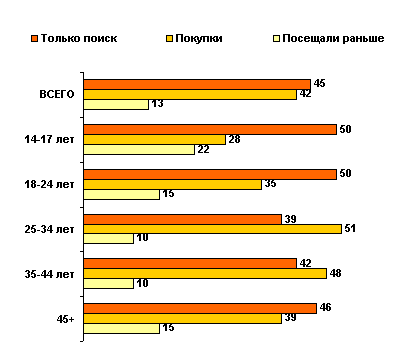 Только поиск Покупки Посещали раньше
ВСЕГО 45 42 13
14-17 лет 50 28 22
18-24 лет 50 35 15
25-34 лет 39 51 10
35-44 лет 42 48 10
45+ 46 39 15